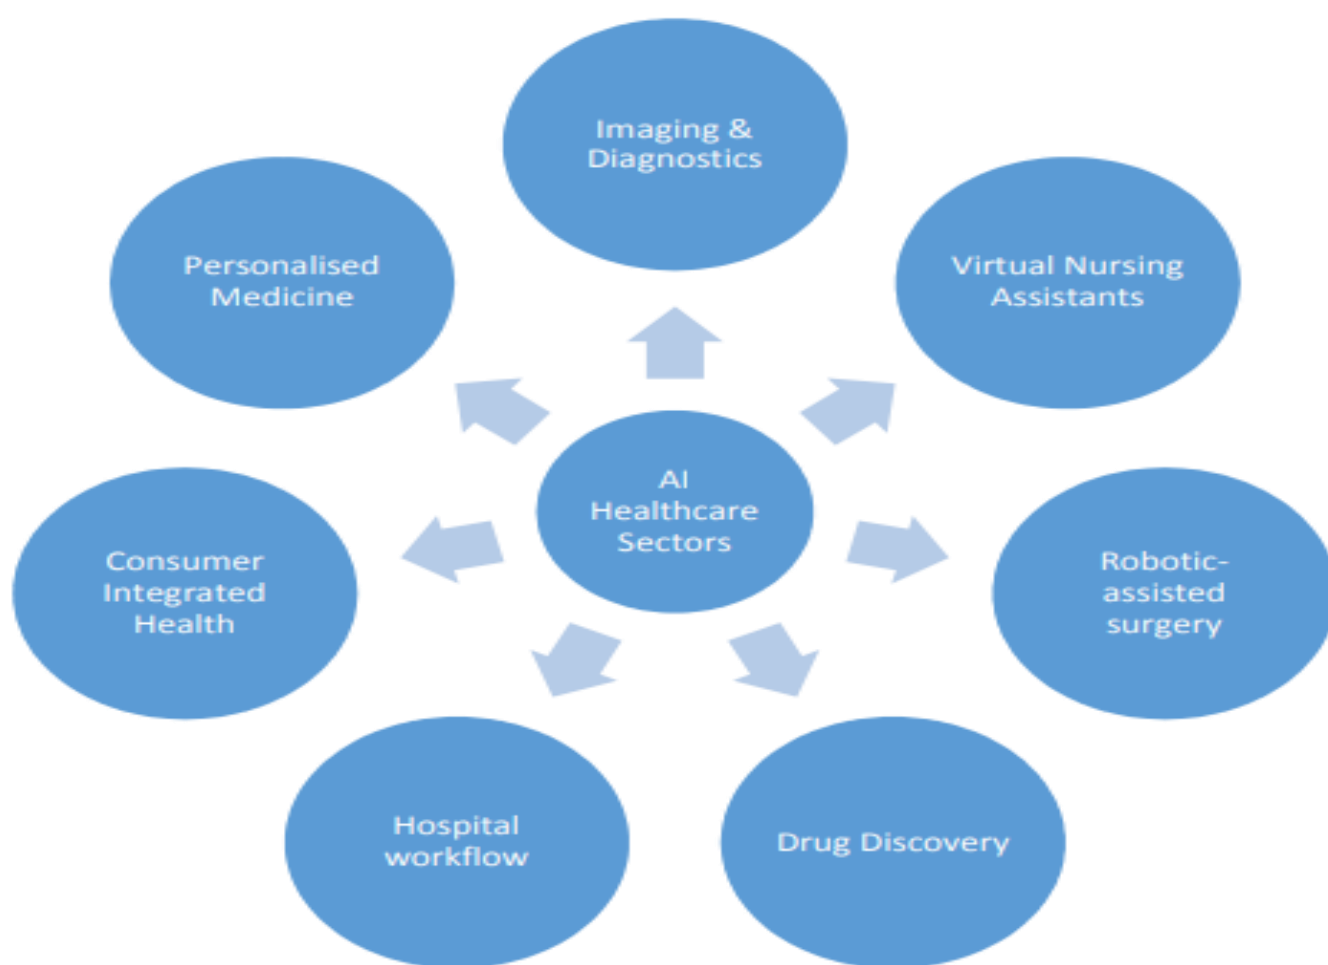 Imaging &
Diagnostics
Personalised
Medicine
Virtual Nursing
Assistants
AI
Healthcare
Sectors
Consumer
Integrated
Health
Robotic-
assisted
surgery
Hospital
workflow
Drug Discovery